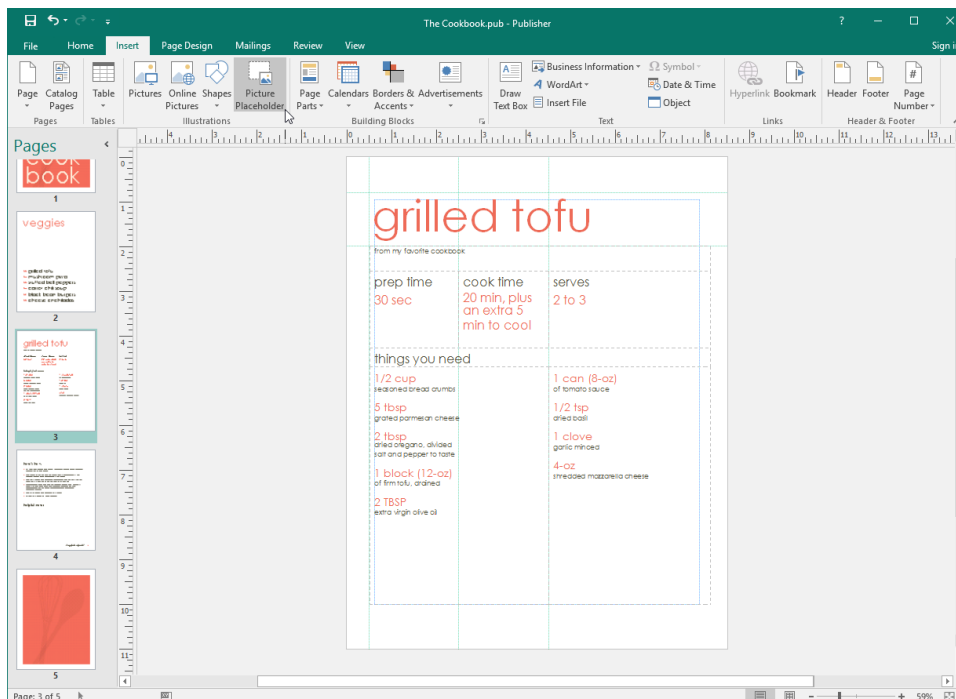 The Cookbook.pub - Publisher
?
File Home Insert Page Design Mailings Review View Sign in
Page
Catalog Pages
Table
Pictures
Online Pictures
Shapes
Picture Placeholder
Page Parts
Calendars
Borders & Accents
Advertisements
Draw Text Box
Business Information
WordArt
Insert File
Symbol
Date & Time
Object
Hyperlink
Bookmark
Header
Footer
Page Number
Pages Tables Illustrations Building Blocks Text Links Header & Footer
Pages
book
1
veggies
2
grilled tofu
3
4
5
grilled tofu
from my favorite cookbook
prep time
30 sec
cook time
20 min, plus
an extra 5
min to cool
serves
2 to 3
things you need
1/2 cup
seasoned bread crumbs
5 tbsp
grated parmesan cheese
2 tbsp
dried oregano, divided
salt and pepper to taste
1 block (12-oz)
of firm tofu, drained
2 TBSP
extra virgin olive oil
1 can (8-oz)
of tomato sauce
1/2 tsp
dried basil
1 clove
garlic minced
4-oz
shredded mozzarella cheese
Page: 3 of 5
59%